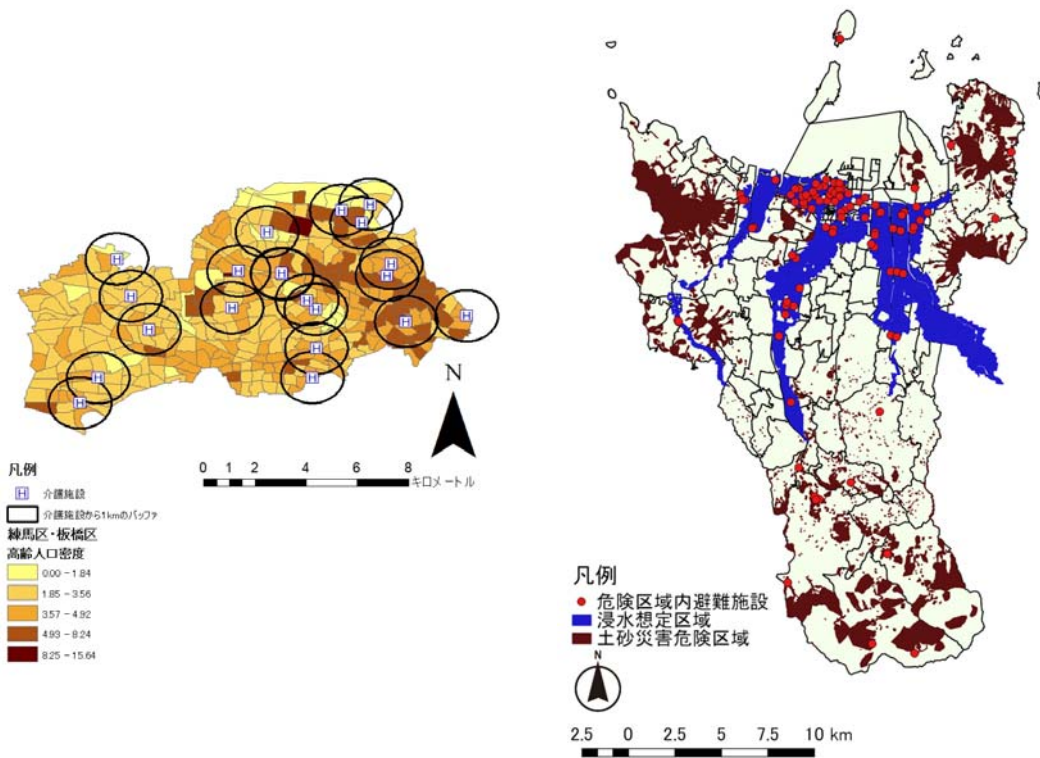 N
0 1 2 4 6 8
キロメートル
凡例
H 介護施設
介護施設から1kmのバッファ
練馬区・板橋区
高齢人口密度
0.00 - 1.84
1.85 - 3.56
3.57 - 4.92
4.93 - 8.24
8.25 - 15.64
凡例
危険区域内避難施設
浸水想定区域
土砂災害危険区域
N
2.5 0 2.5 5 7.5 10 km